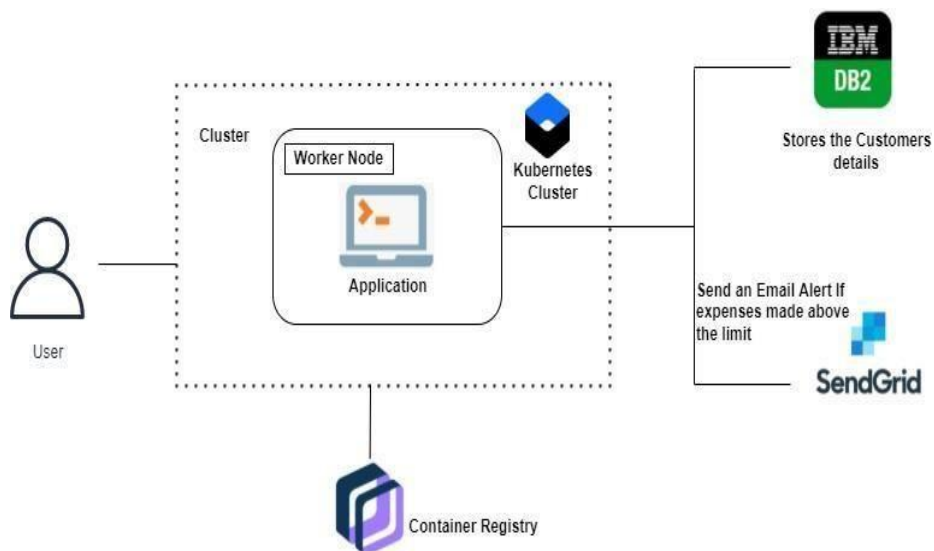 IBM
DB2
Stores the Customers
details
Cluster
Worker Node
Kubernetes
Cluster
Application
User
Send an Email Alert If
expenses made above
the limit
SendGrid
Container Registry